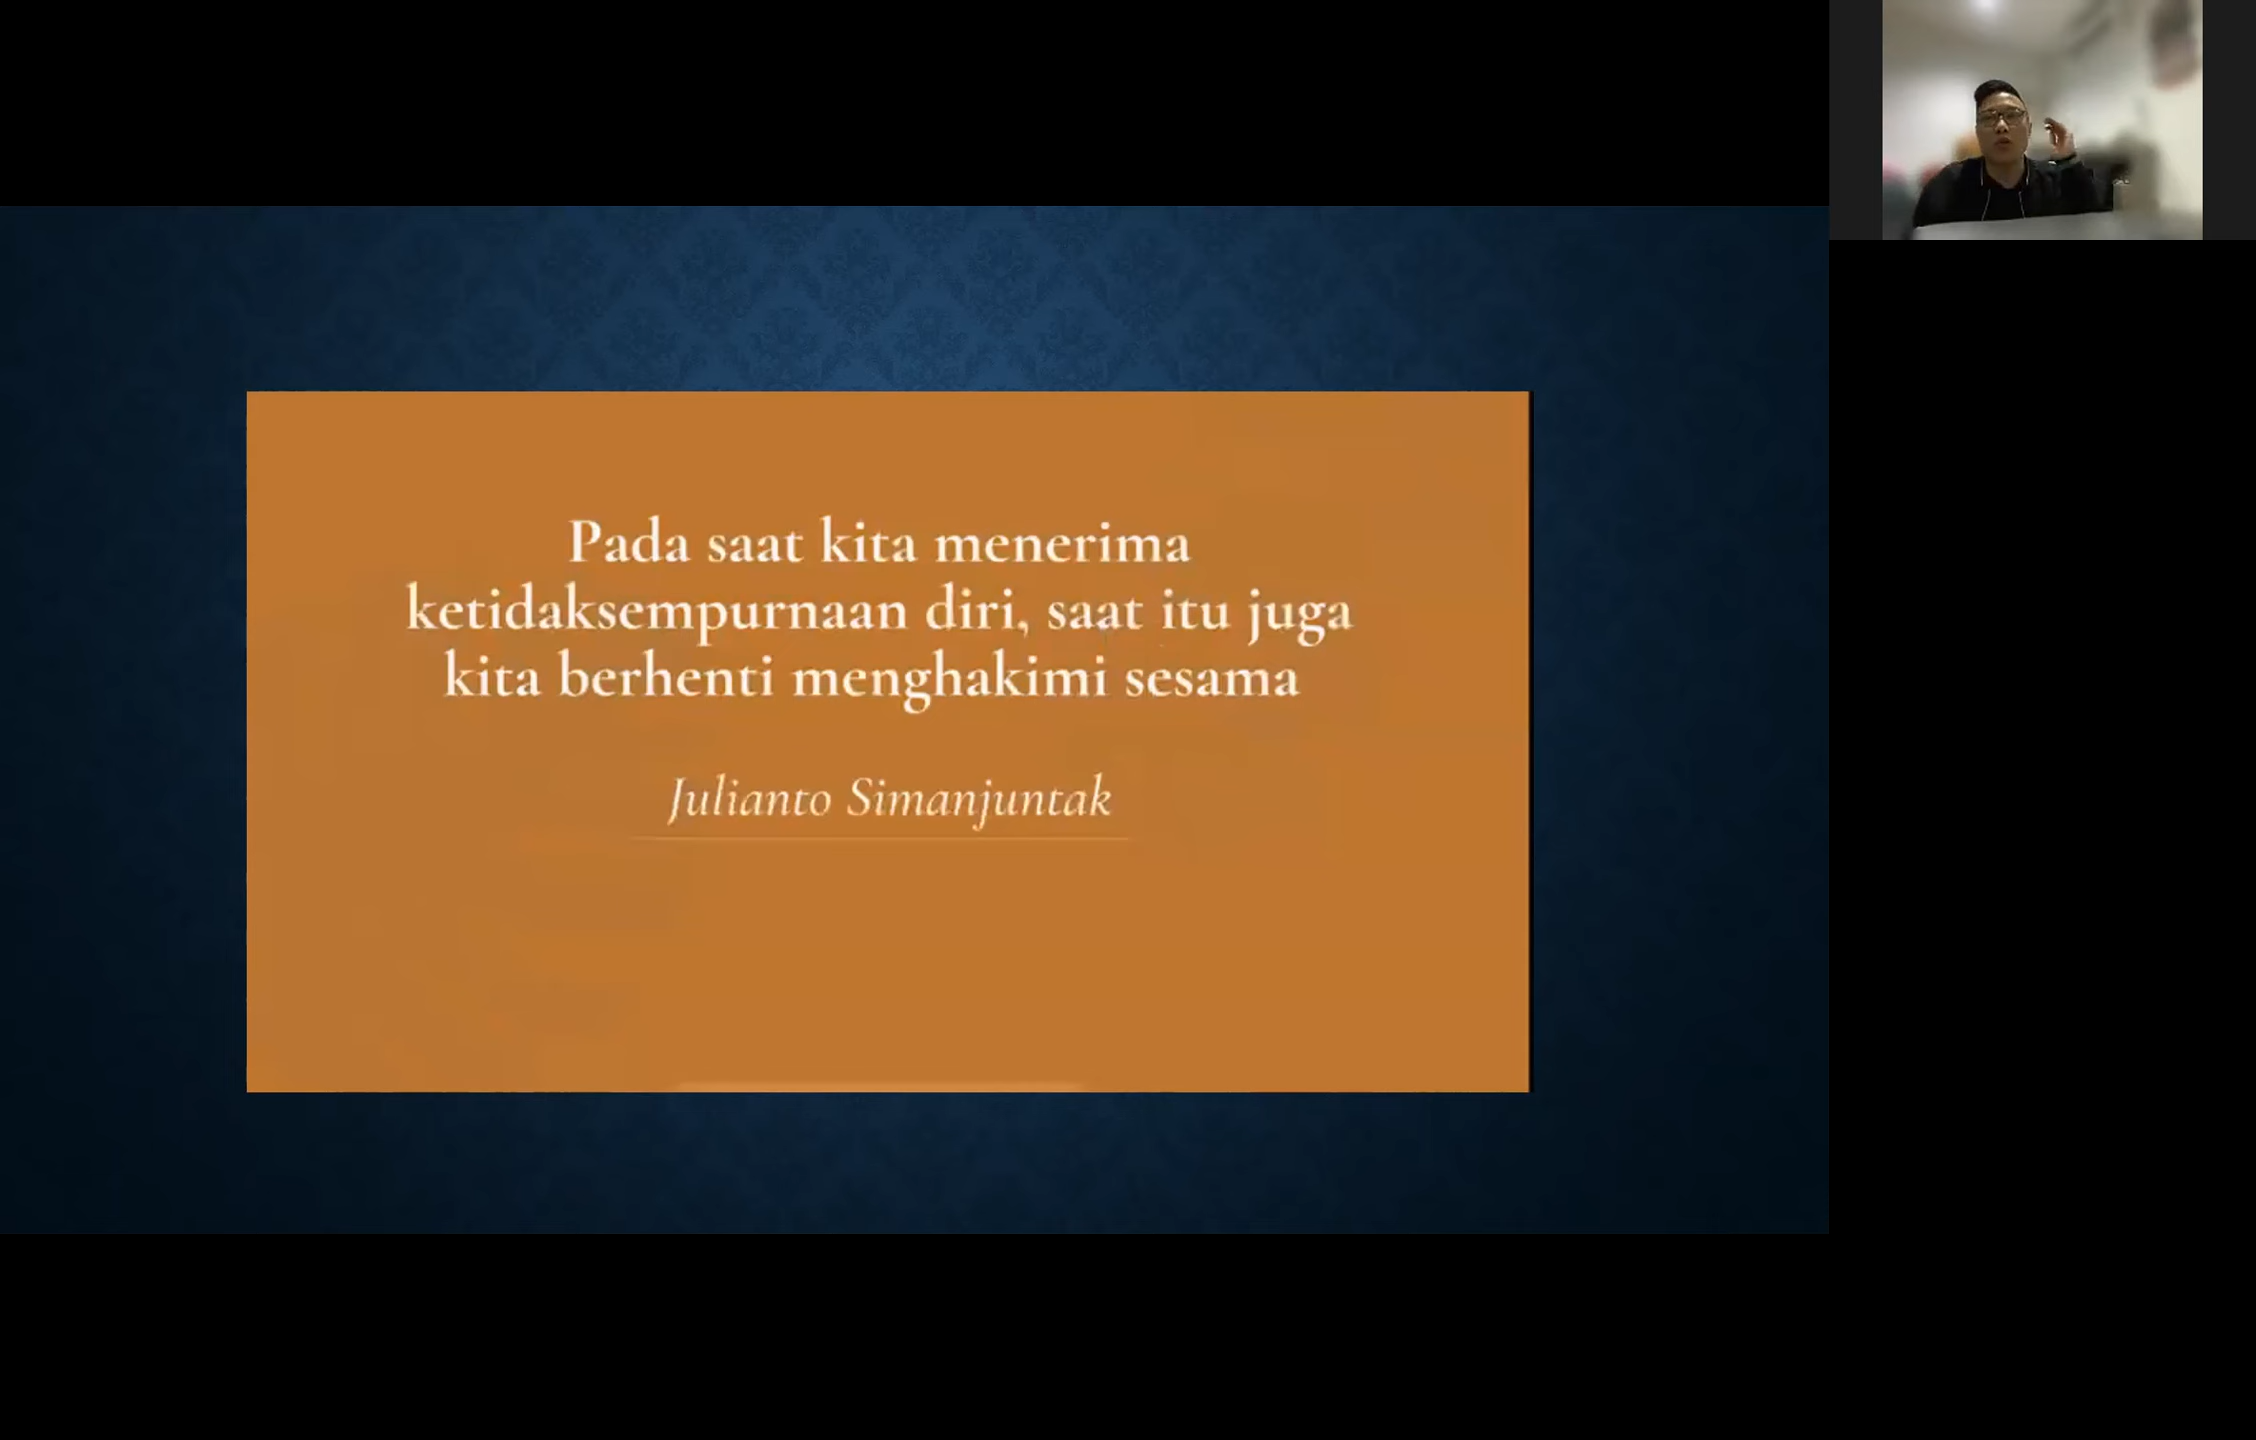 Pada saat kita menerima
ketidaksempurnaan diri, saat itu juga
kita berhenti menghakimi sesama
Julianto Simanjuntak